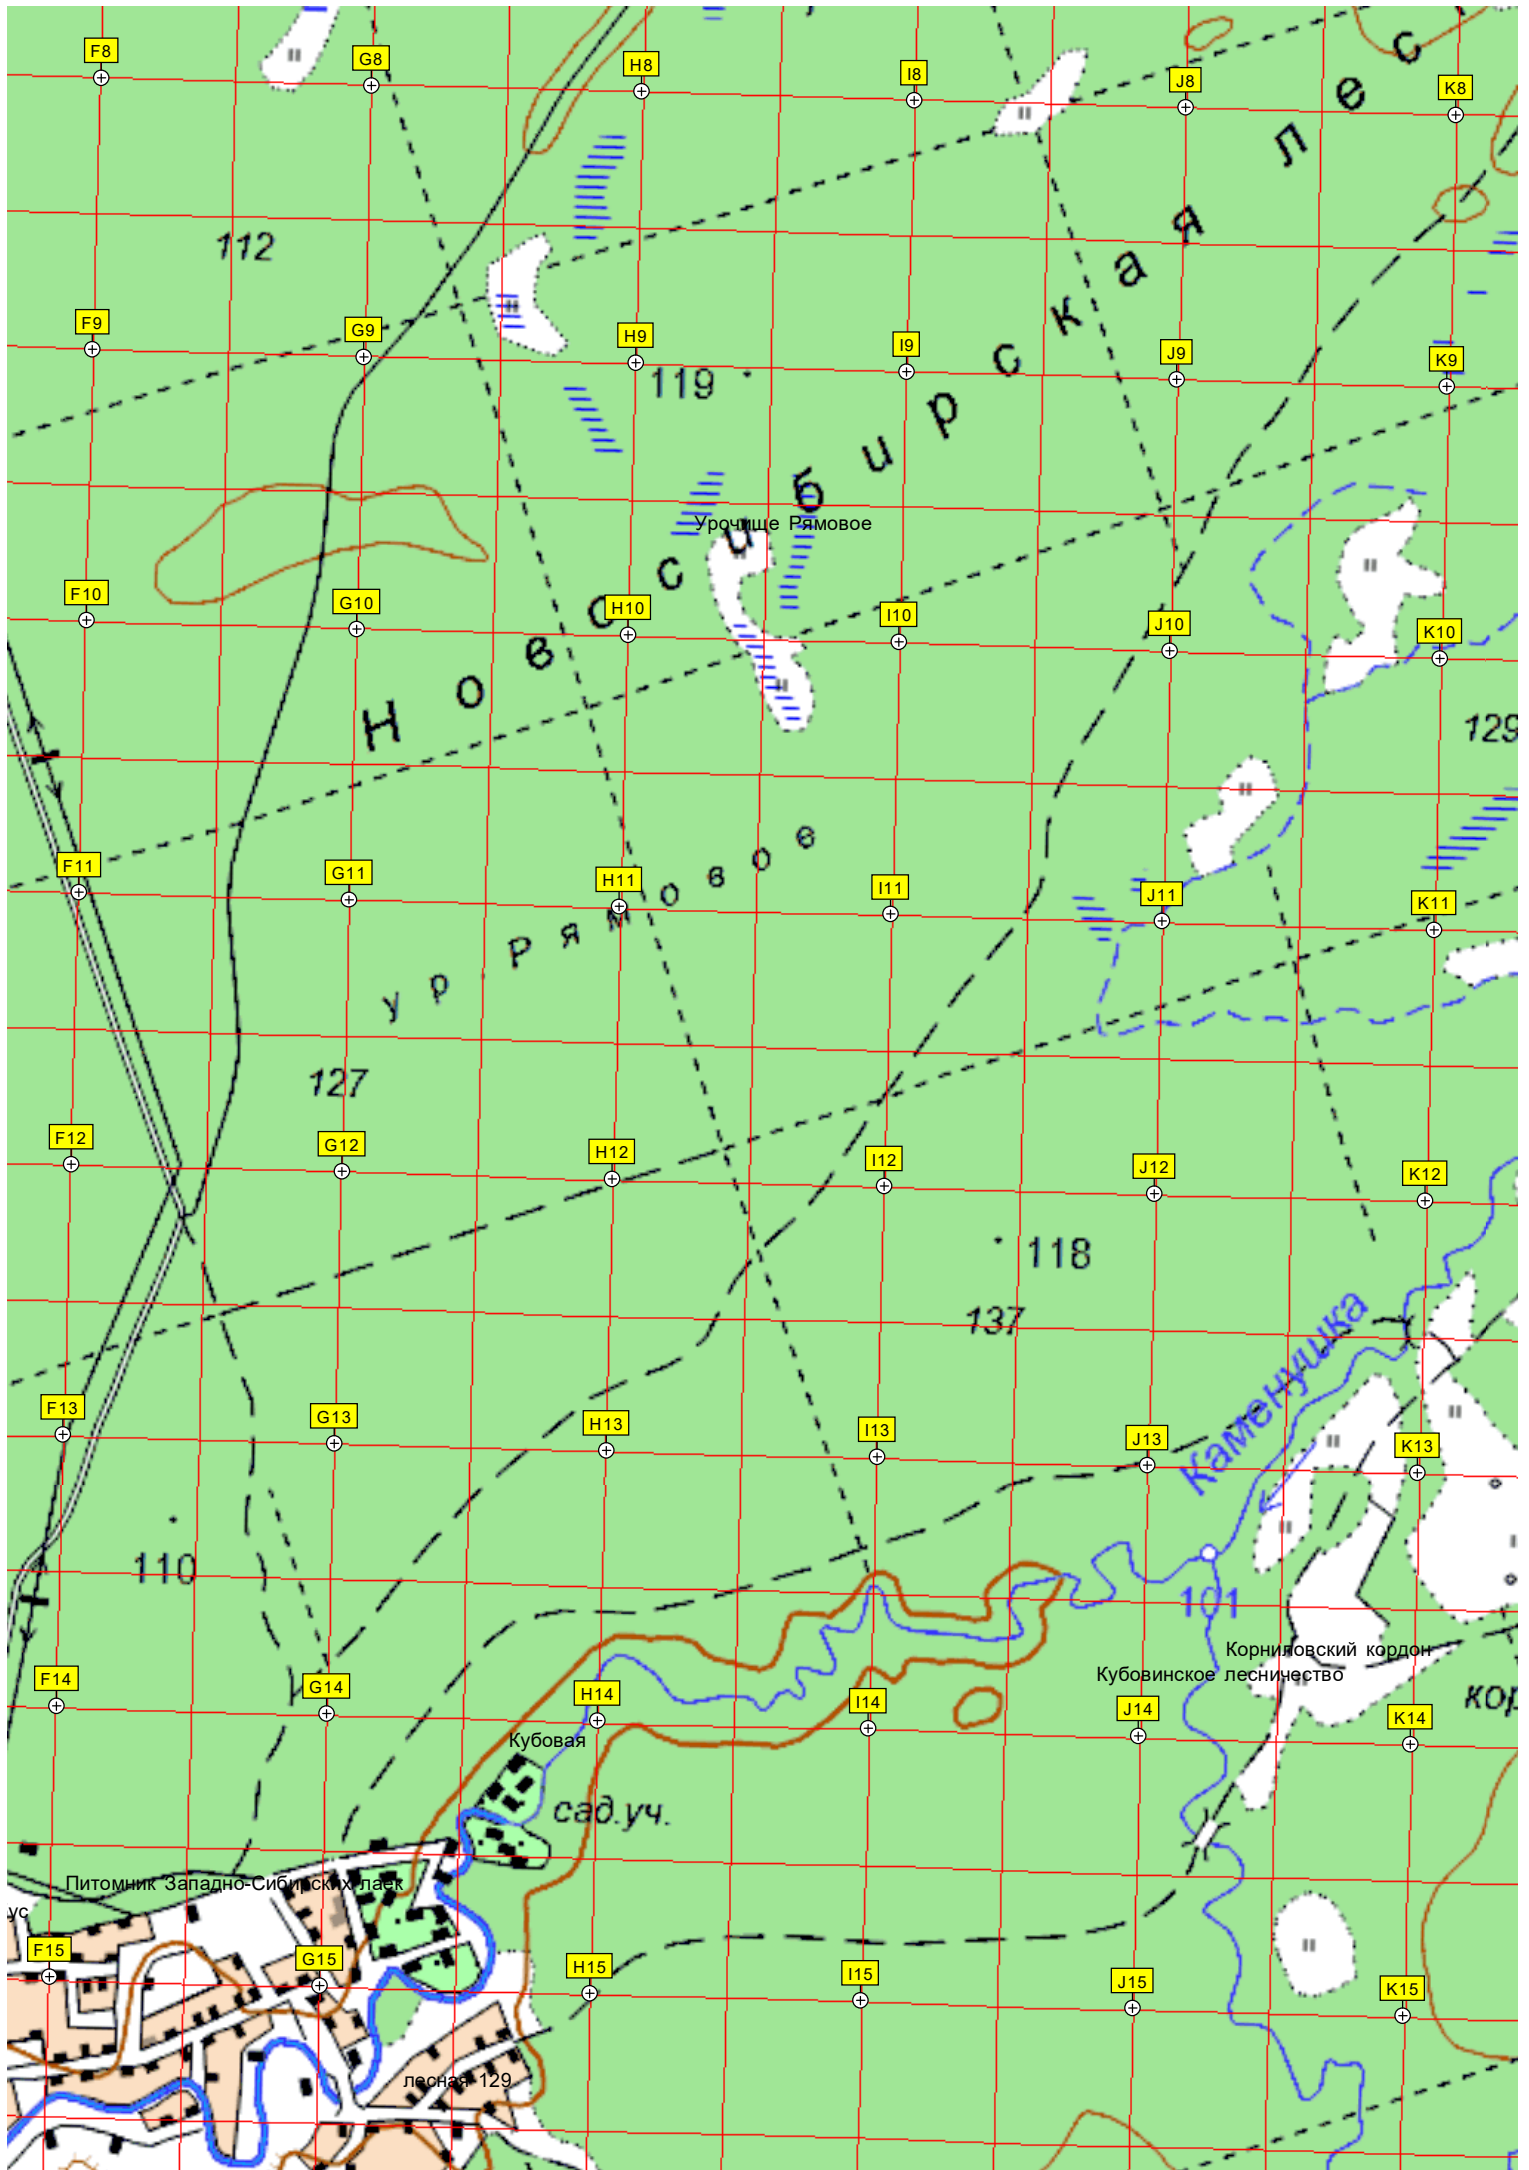 F8 G8 H8 I8 J8 K8
Новосибирская лес
112
F9 G9 H9 I9 J9 K9
119
Урочище Рямовое
F10 G10 H10 I10 J10 K10
129
ур Рямовое
F11 G11 H11 I11 J11 K11
127
F12 G12 H12 I12 J12 K12
118
137
Каменушка
F13 G13 H13 I13 J13 K13
110
101
Корниловский кордон
Кубовинское лесничество
кор
F14 G14 H14 I14 J14 K14
Кубовая
сад.уч.
Питомник Западно-Сибирских лаек
ус
F15 G15 H15 I15 J15 K15
лесная 129